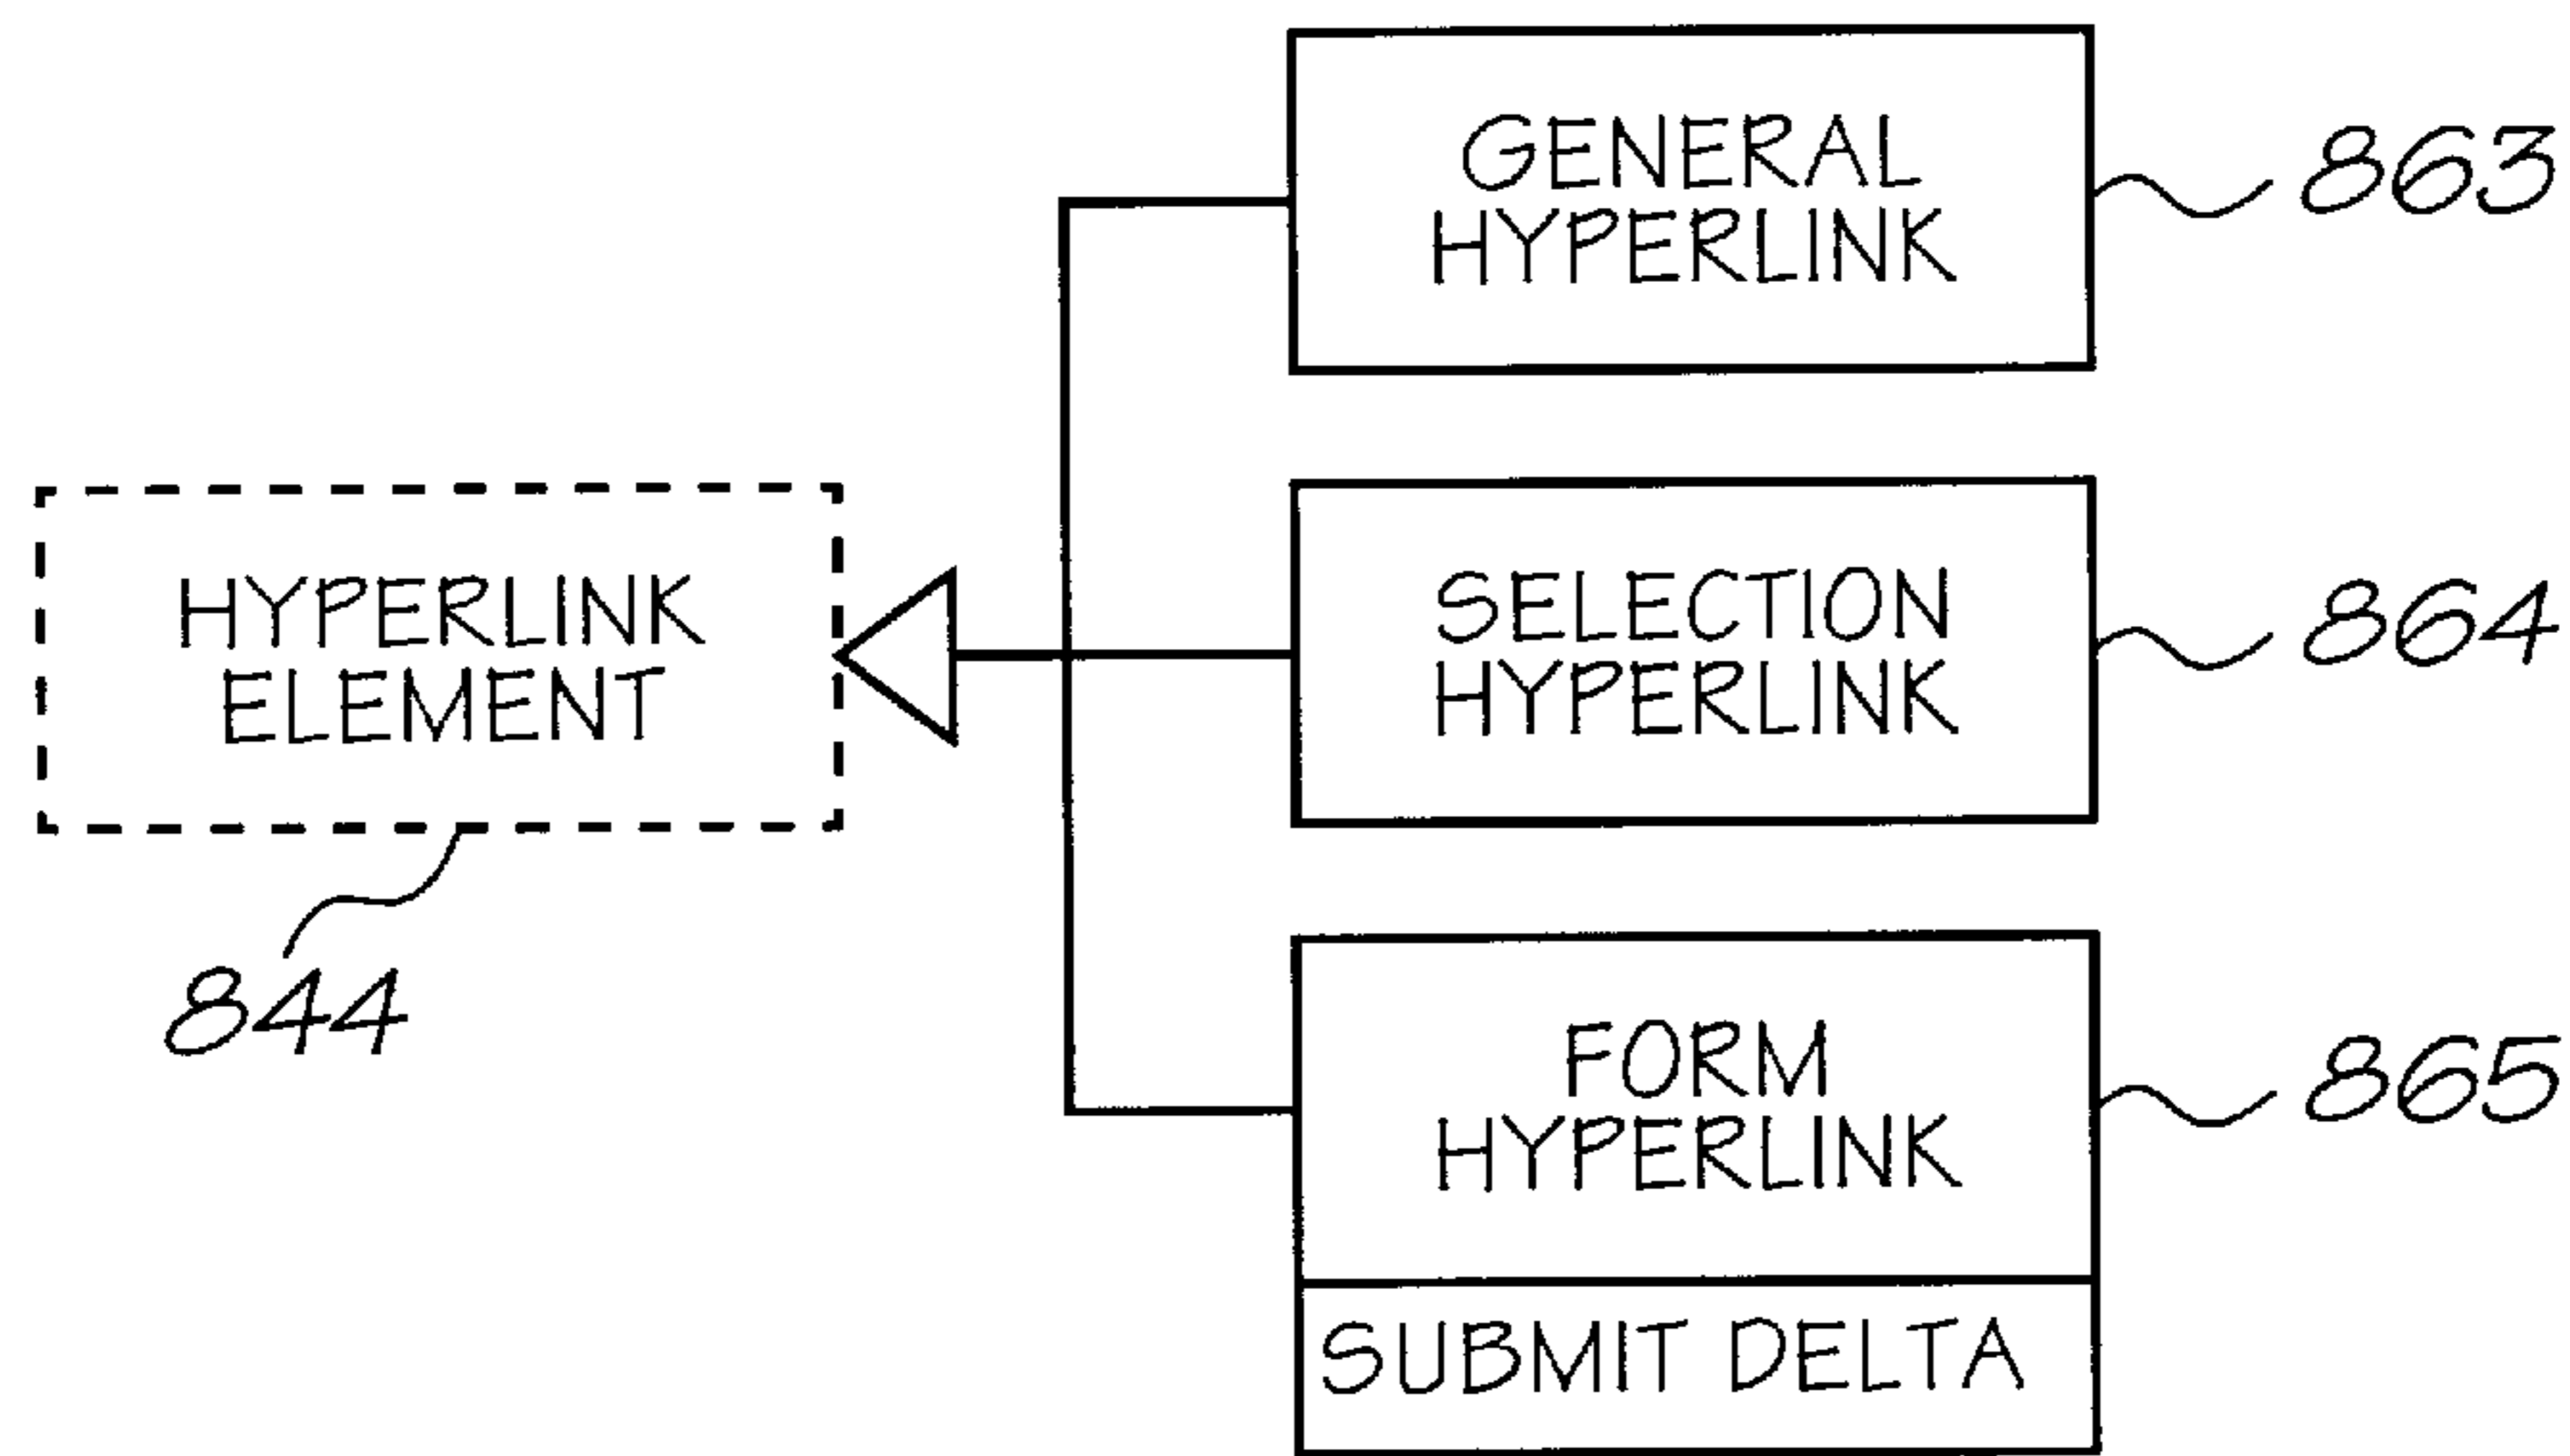 GENERAL
HYPERLINK
863
HYPERLINK
ELEMENT
844
SELECTION
HYPERLINK
864
FORM
HYPERLINK
865
SUBMIT DELTA